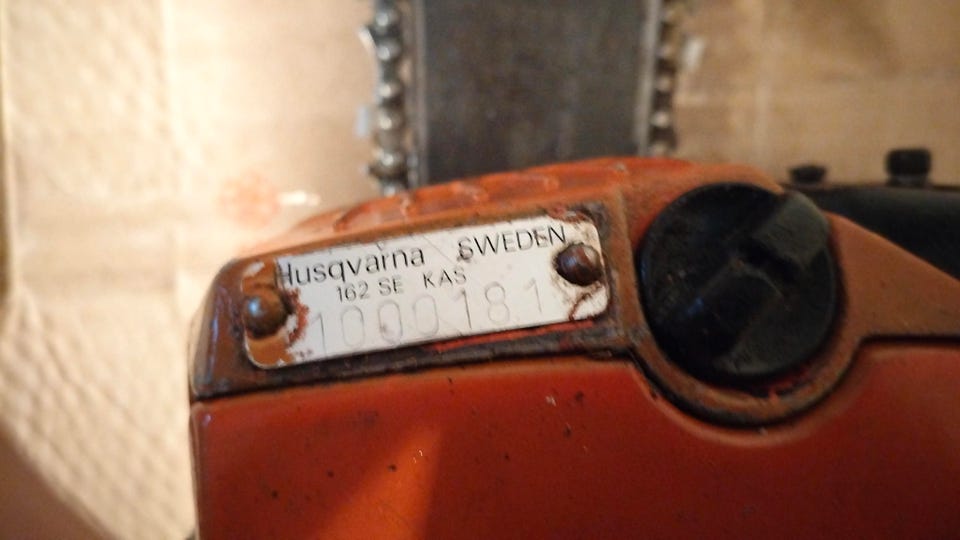 Husqvarna SWEDEN
162 SE KAS
1000181